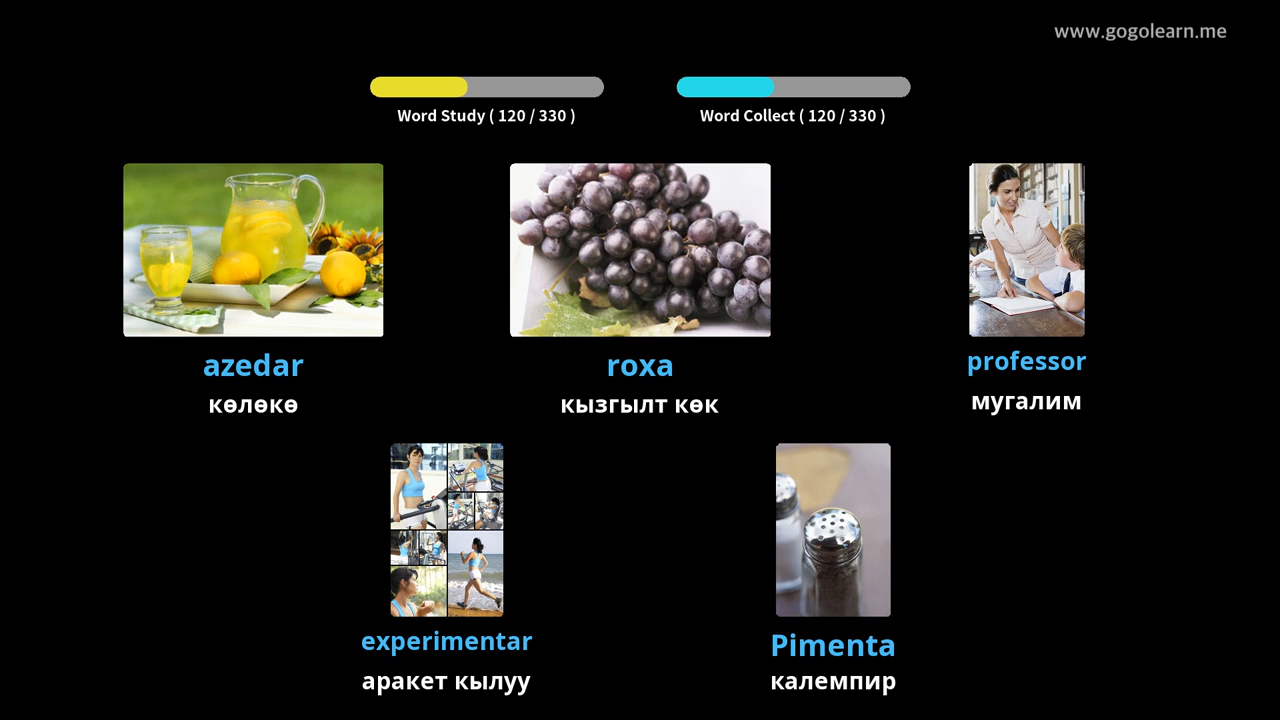 www.gogolearn.me
Word Study ( 120 / 330 )
Word Collect ( 120 / 330 )
azedar
көлөкө
roxa
кызгылт көк
professor
мугалим
experimentar
аракет кылуу
Pimenta
калемпир